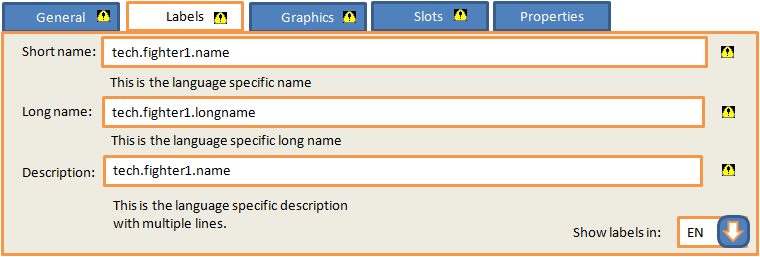 General Labels Graphics Slots Properties
Short name: tech.fighter1.name
This is the language specific name
Long name: tech.fighter1.longname
This is the language specific long name
Description: tech.fighter1.name
This is the language specific description
with multiple lines.
Show labels in: EN